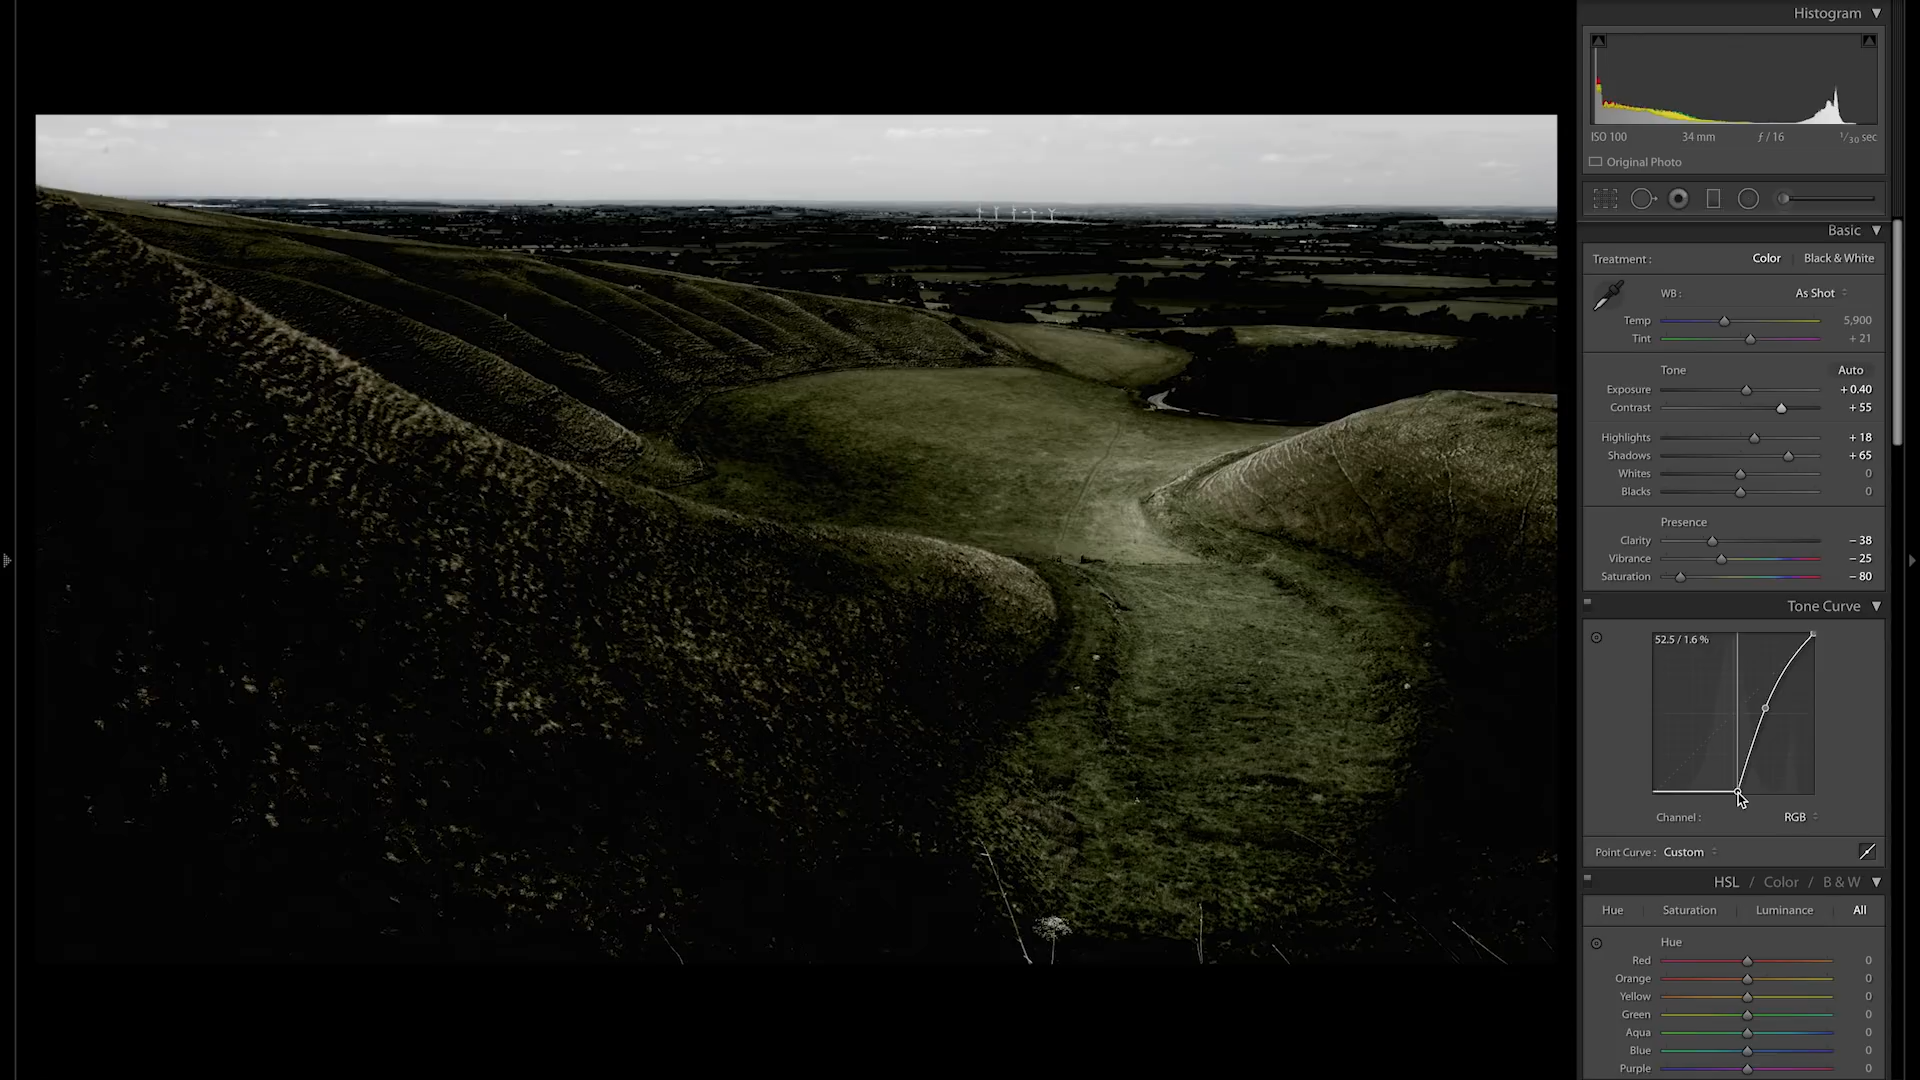 Histogram
ISO 100 34 mm ƒ / 16 1/30 sec
Original Photo
Basic
Treatment : Color Black & White
WB : As Shot
Temp 5,900
Tint + 21
Tone Auto
Exposure + 0.40
Contrast + 55
Highlights + 18
Shadows + 65
Whites 0
Blacks 0
Presence
Clarity − 38
Vibrance − 25
Saturation − 80
Tone Curve
52.5 / 1.6 %
Channel : RGB
Point Curve : Custom
HSL / Color / B & W
Hue Saturation Luminance All
Hue
Red 0
Orange 0
Yellow 0
Green 0
Aqua 0
Blue 0
Purple 0